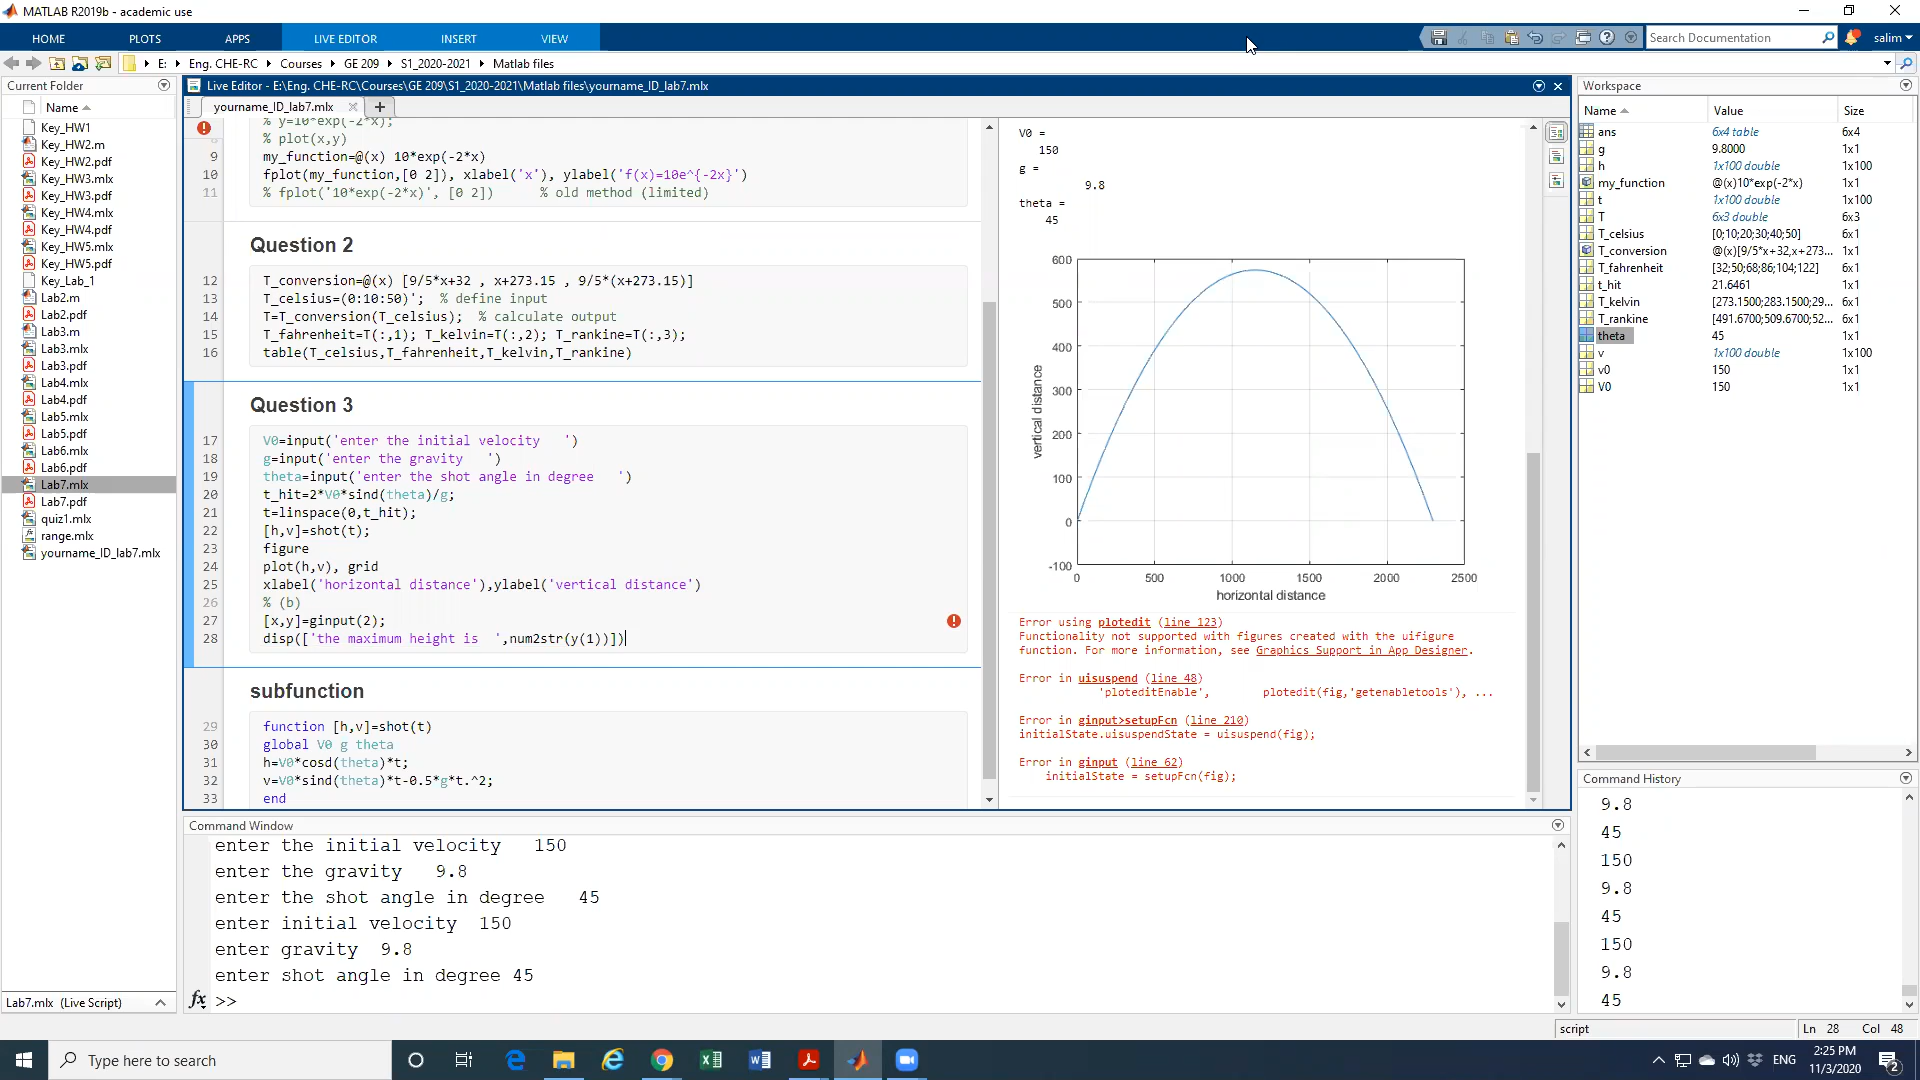 MATLAB R2019b - academic use
HOME PLOTS APPS LIVE EDITOR INSERT VIEW Search Documentation salim
E: Eng. CHE-RC Courses GE 209 S1_2020-2021 Matlab files
Current Folder
Name
Key_HW1
Key_HW2.m
Key_HW2.pdf
Key_HW3.mlx
Key_HW3.pdf
Key_HW4.mlx
Key_HW4.pdf
Key_HW5.mlx
Key_HW5.pdf
Key_Lab_1
Lab2.m
Lab2.pdf
Lab3.m
Lab3.mlx
Lab3.pdf
Lab4.mlx
Lab4.pdf
Lab5.mlx
Lab5.pdf
Lab6.mlx
Lab6.pdf
Lab7.mlx
Lab7.pdf
quiz1.mlx
range.mlx
yourname_ID_lab7.mlx
Lab7.mlx (Live Script)
Live Editor - E:\Eng. CHE-RC\Courses\GE 209\S1_2020-2021\Matlab files\yourname_ID_lab7.mlx
yourname_ID_lab7.mlx
% y=10*exp(-2*x);
8 % plot(x,y)
9 my_function=@(x) 10*exp(-2*x)
10 fplot(my_function,[0 2]), xlabel('x'), ylabel('f(x)=10e^{-2x}')
11 % fplot('10*exp(-2*x)', [0 2]) % old method (limited)
Question 2
12 T_conversion=@(x) [9/5*x+32 , x+273.15 , 9/5*(x+273.15)]
13 T_celsius=(0:10:50)'; % define input
14 T=T_conversion(T_celsius); % calculate output
15 T_fahrenheit=T(:,1); T_kelvin=T(:,2); T_rankine=T(:,3);
16 table(T_celsius,T_fahrenheit,T_kelvin,T_rankine)
Question 3
17 V0=input('enter the initial velocity   ')
18 g=input('enter the gravity   ')
19 theta=input('enter the shot angle in degree   ')
20 t_hit=2*V0*sind(theta)/g;
21 t=linspace(0,t_hit);
22 [h,v]=shot(t);
23 figure
24 plot(h,v), grid
25 xlabel('horizontal distance'),ylabel('vertical distance')
26 % (b)
27 [x,y]=ginput(2);
28 disp(['the maximum height is  ',num2str(y(1))])
subfunction
29 function [h,v]=shot(t)
30 global V0 g theta
31 h=V0*cosd(theta)*t;
32 v=V0*sind(theta)*t-0.5*g*t.^2;
33 end
V0 =
150
g =
9.8
theta =
45
600
500
400
300
200
100
0
-100
vertical distance
0 500 1000 1500 2000 2500
horizontal distance
Error using plotedit (line 123)
Functionality not supported with figures created with the uifigure
function. For more information, see Graphics Support in App Designer.
Error in uisuspend (line 48)
'ploteditEnable', plotedit(fig,'getenabletools'), ...
Error in ginput>setupFcn (line 210)
initialState.uisuspendState = uisuspend(fig);
Error in ginput (line 62)
initialState = setupFcn(fig);
Command Window
enter the initial velocity   150
enter the gravity   9.8
enter the shot angle in degree   45
enter initial velocity  150
enter gravity  9.8
enter shot angle in degree 45
fx >>
Workspace
Name Value Size
ans 6x4 table 6x4
g 9.8000 1x1
h 1x100 double 1x100
my_function @(x)10*exp(-2*x) 1x1
t 1x100 double 1x100
T 6x3 double 6x3
T_celsius [0;10;20;30;40;50] 6x1
T_conversion @(x)[9/5*x+32,x+273... 1x1
T_fahrenheit [32;50;68;86;104;122] 6x1
t_hit 21.6461 1x1
T_kelvin [273.1500;283.1500;29... 6x1
T_rankine [491.6700;509.6700;52... 6x1
theta 45 1x1
v 1x100 double 1x100
v0 150 1x1
V0 150 1x1
Command History
9.8
45
150
9.8
45
150
9.8
45
script Ln 28 Col 48
Type here to search
ENG
2:25 PM
11/3/2020
2